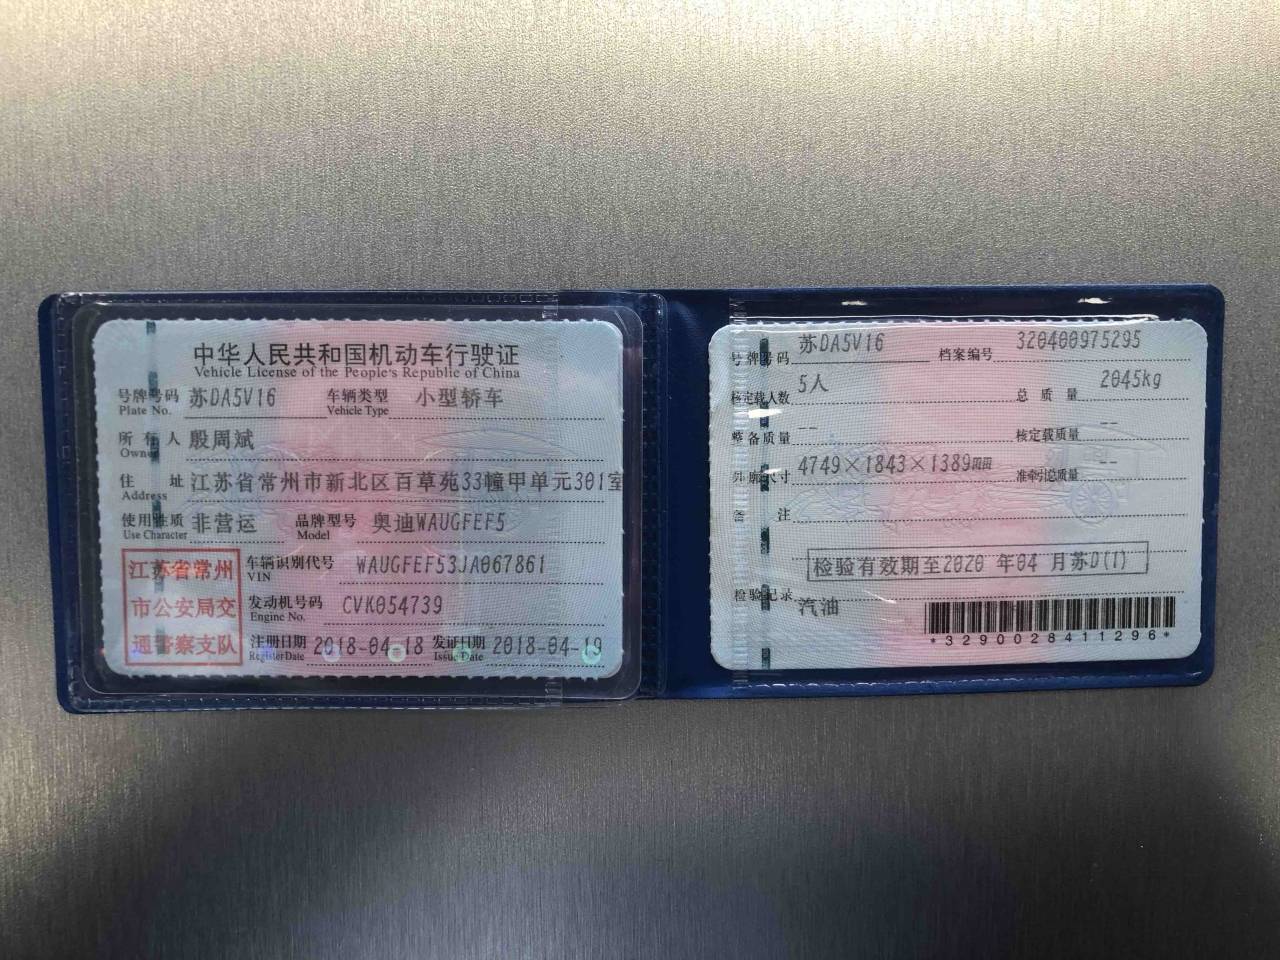 中华人民共和国机动车行驶证
Vehicle License of the People's Republic of China
号牌号码 苏DA5V16 车辆类型 小型轿车
Plate No. Vehicle Type
所有人 殷周斌
Owner
住址 江苏省常州市新北区百草苑33幢甲单元301室
Address
使用性质 非营运 品牌型号 奥迪WAUGFEF5
Use Character Model
江苏省常州
市公安局交
通警察支队
车辆识别代号 WAUGFEF53JA067861
VIN
发动机号码 CVK054739
Engine No.
注册日期 2018-04-18 发证日期 2018-04-19
Register Date Issue Date
号牌号码 苏DA5V16 档案编号 320400975295
核定载人数 5人 总质量 2045kg
整备质量 -- 核定载质量 --
外廓尺寸 4749×1843×1389 准牵引总质量 --
备注
检验有效期至2020 年04 月苏D(1)
检验记录 汽油
*3290028411296*